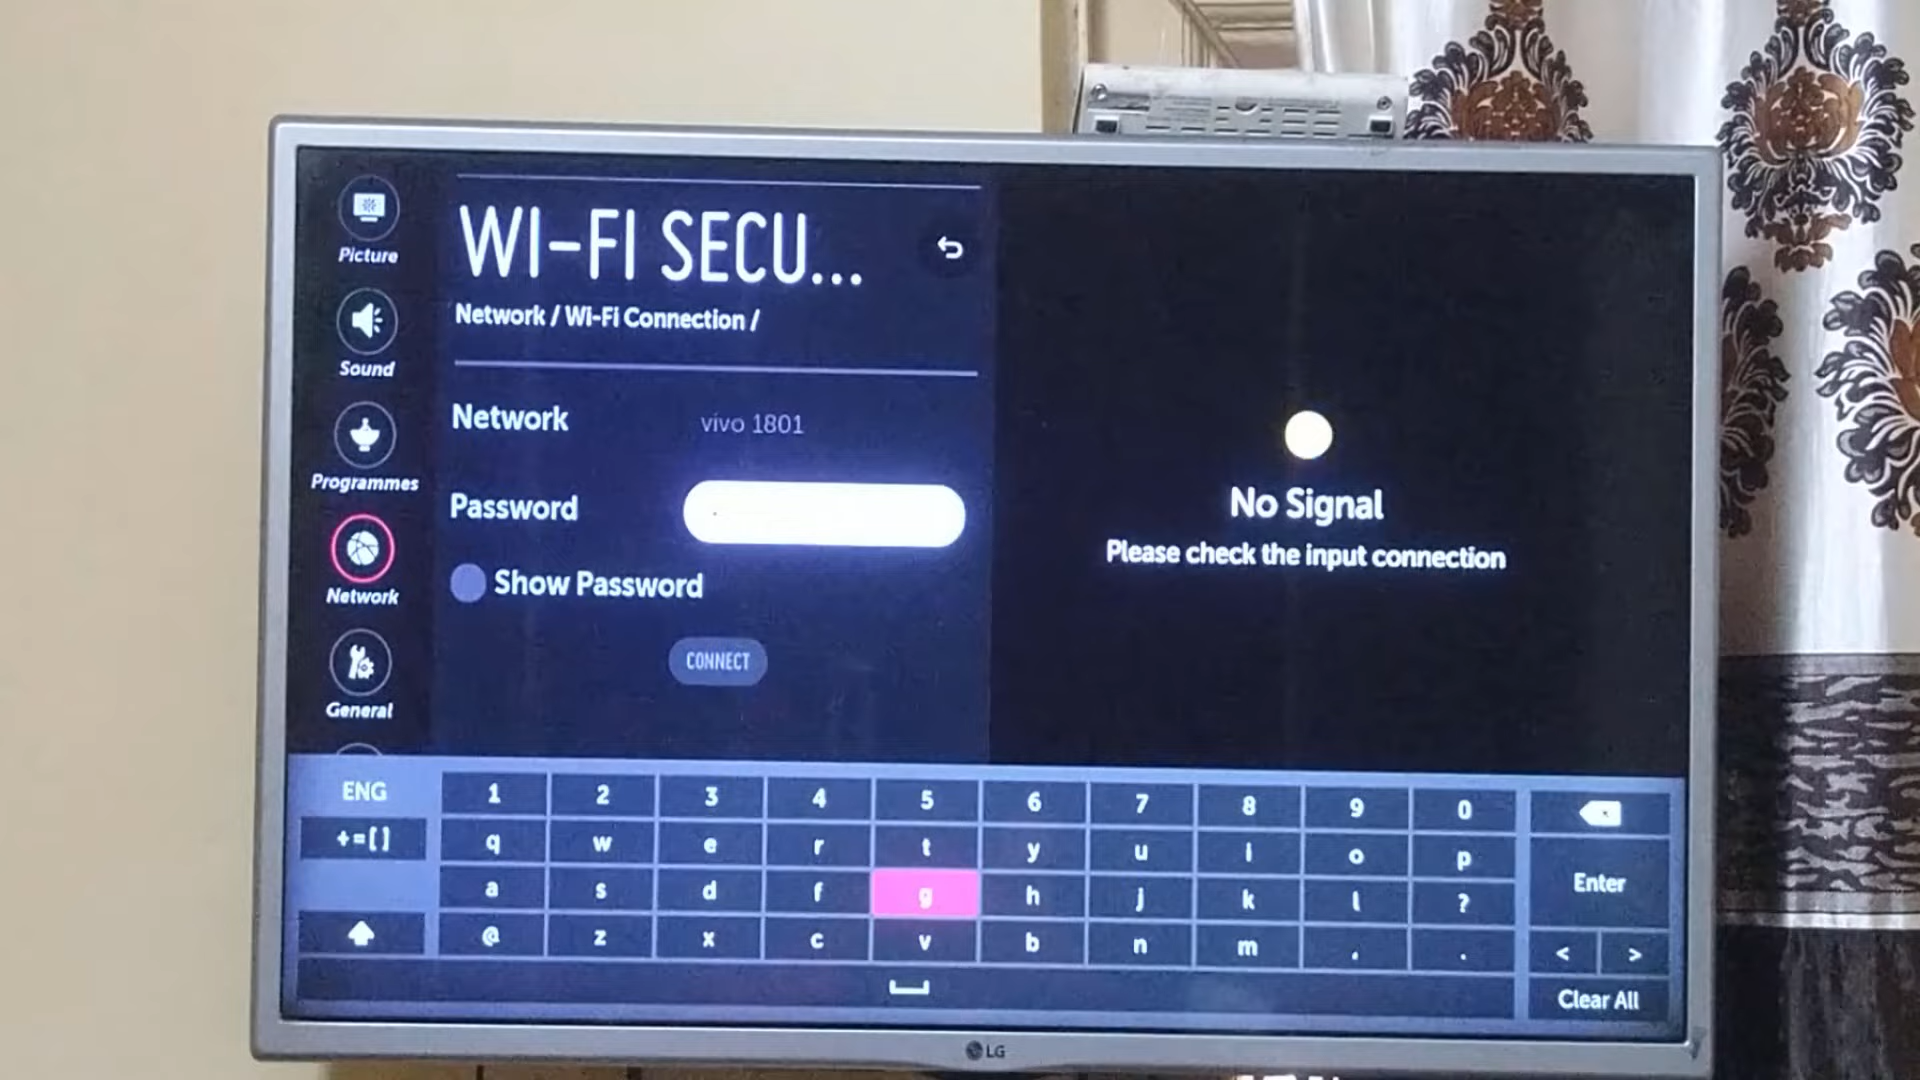 Picture
Sound
Programmes
Network
General
WI-FI SECU...
Network / Wi-Fi Connection /
Network vivo 1801
Password
Show Password
CONNECT
No Signal
Please check the input connection
ENG 1 2 3 4 5 6 7 8 9 0
+=[] q w e r t y u i o p
a s d f g h j k l ? Enter
@ z x c v b n m , . < >
Clear All
LG